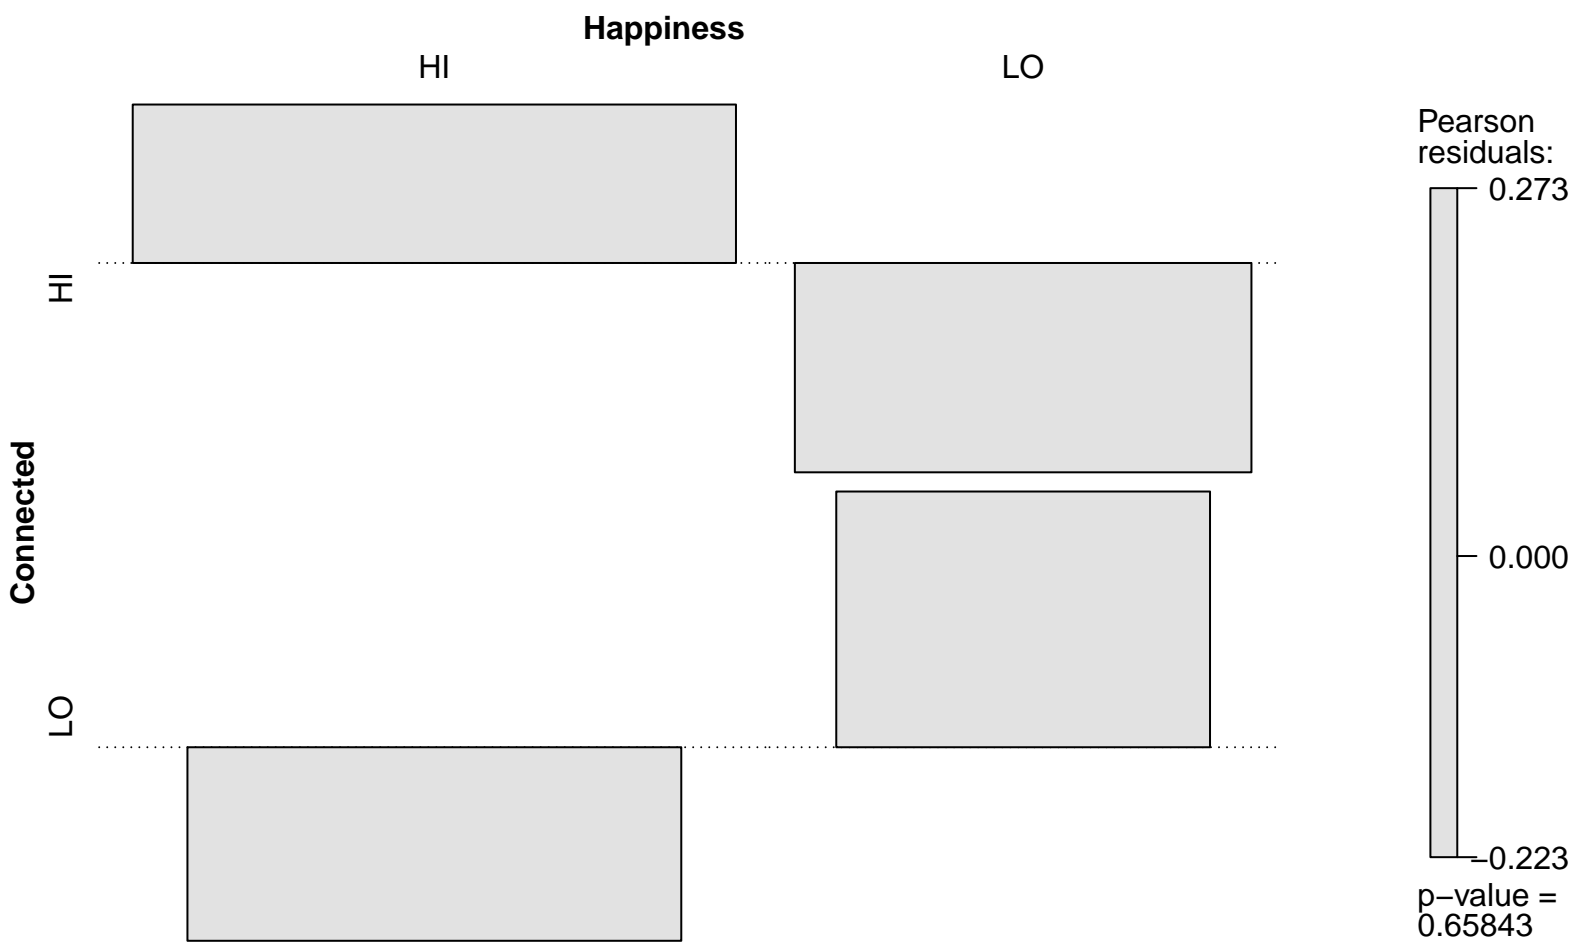 Happiness
HI
LO
Connected
HI
LO
Pearson
residuals:
0.273
0.000
−0.223
p−value =
0.65843